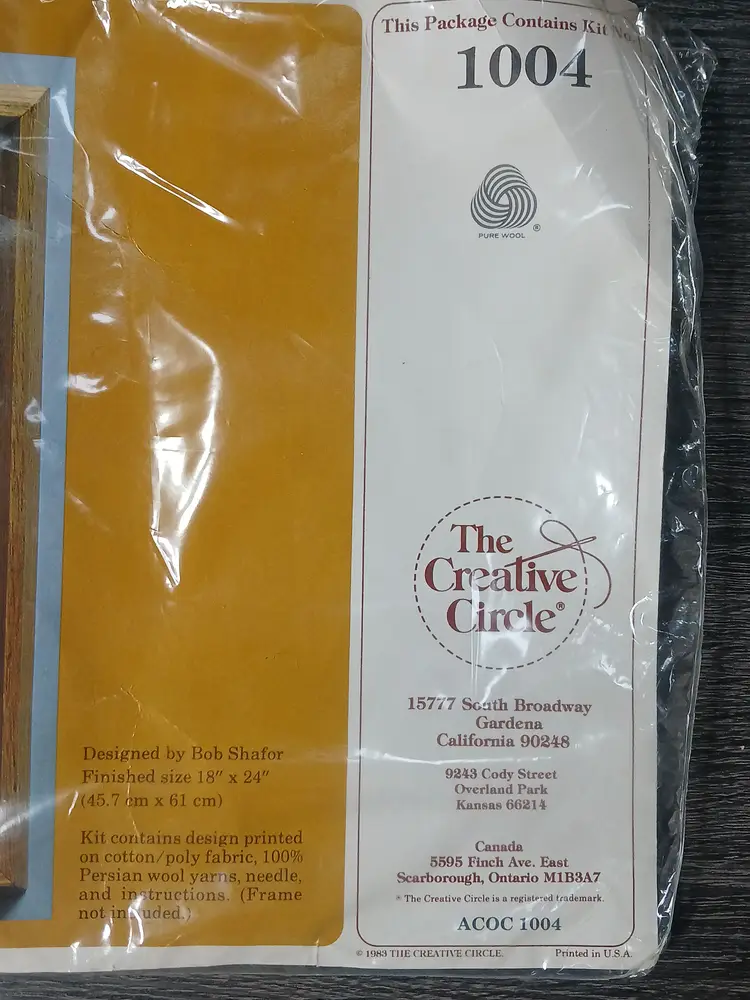 This Package Contains Kit No.
1004
PURE WOOL ®
The
Creative
Circle®
15777 South Broadway
Gardena
California 90248
9243 Cody Street
Overland Park
Kansas 66214
Canada
5595 Finch Ave. East
Scarborough, Ontario M1B3A7
® The Creative Circle is a registered trademark.
ACOC 1004
© 1983 THE CREATIVE CIRCLE. Printed in U.S.A.
Designed by Bob Shafor
Finished size 18" x 24"
(45.7 cm x 61 cm)
Kit contains design printed
on cotton/poly fabric, 100%
Persian wool yarns, needle,
and instructions. (Frame
not included.)